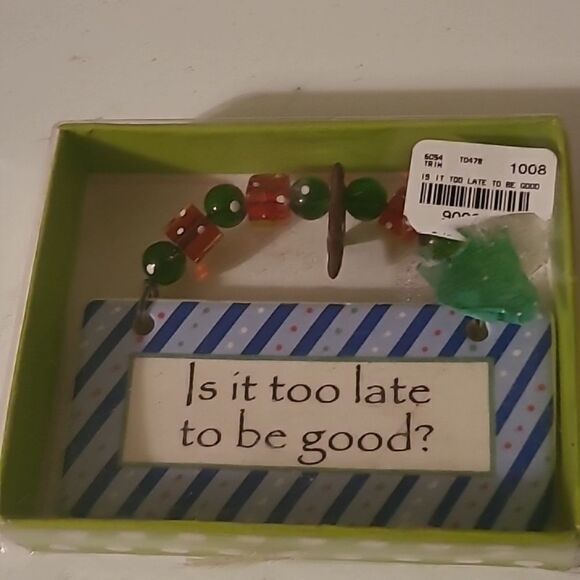 6054 TD478 1008
TRIM
IS IT TOO LATE TO BE GOOD
Is it too late
to be good?